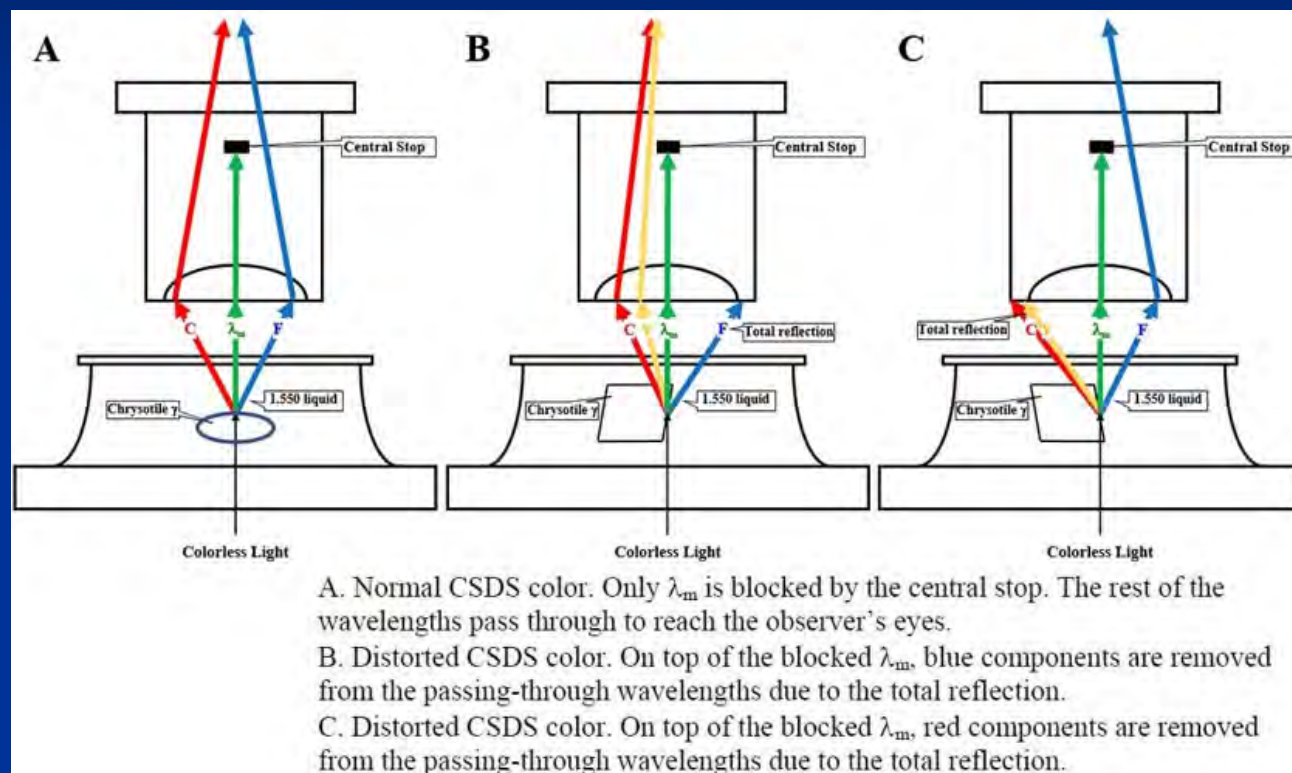 A
Central Stop
C
λm
F
1.550 liquid
Chrysotile γ
Colorless Light
B
Central Stop
C
Y
λm
F
Total reflection
1.550 liquid
Chrysotile γ
Colorless Light
C
Central Stop
Total reflection
C
Y
λm
F
1.550 liquid
Chrysotile γ
Colorless Light
A. Normal CSDS color. Only λm is blocked by the central stop. The rest of the
wavelengths pass through to reach the observer’s eyes.
B. Distorted CSDS color. On top of the blocked λm, blue components are removed
from the passing-through wavelengths due to the total reflection.
C. Distorted CSDS color. On top of the blocked λm, red components are removed
from the passing-through wavelengths due to the total reflection.